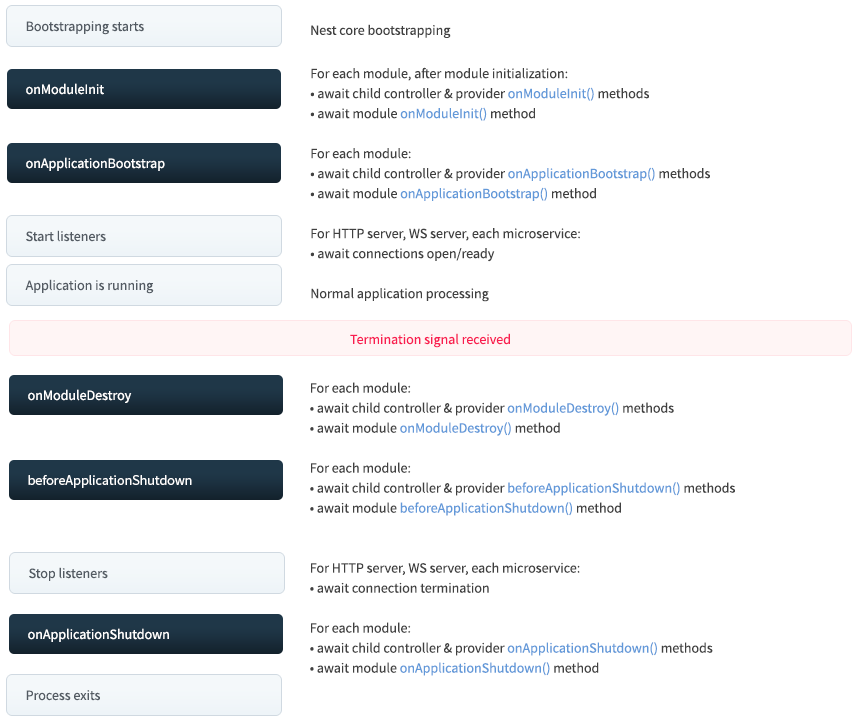 Bootstrapping starts
Nest core bootstrapping
onModuleInit
For each module, after module initialization:
• await child controller & provider onModuleInit() methods
• await module onModuleInit() method
onApplicationBootstrap
For each module:
• await child controller & provider onApplicationBootstrap() methods
• await module onApplicationBootstrap() method
Start listeners
For HTTP server, WS server, each microservice:
• await connections open/ready
Application is running
Normal application processing
Termination signal received
onModuleDestroy
For each module:
• await child controller & provider onModuleDestroy() methods
• await module onModuleDestroy() method
beforeApplicationShutdown
For each module:
• await child controller & provider beforeApplicationShutdown() methods
• await module beforeApplicationShutdown() method
Stop listeners
For HTTP server, WS server, each microservice:
• await connection termination
onApplicationShutdown
For each module:
• await child controller & provider onApplicationShutdown() methods
• await module onApplicationShutdown() method
Process exits